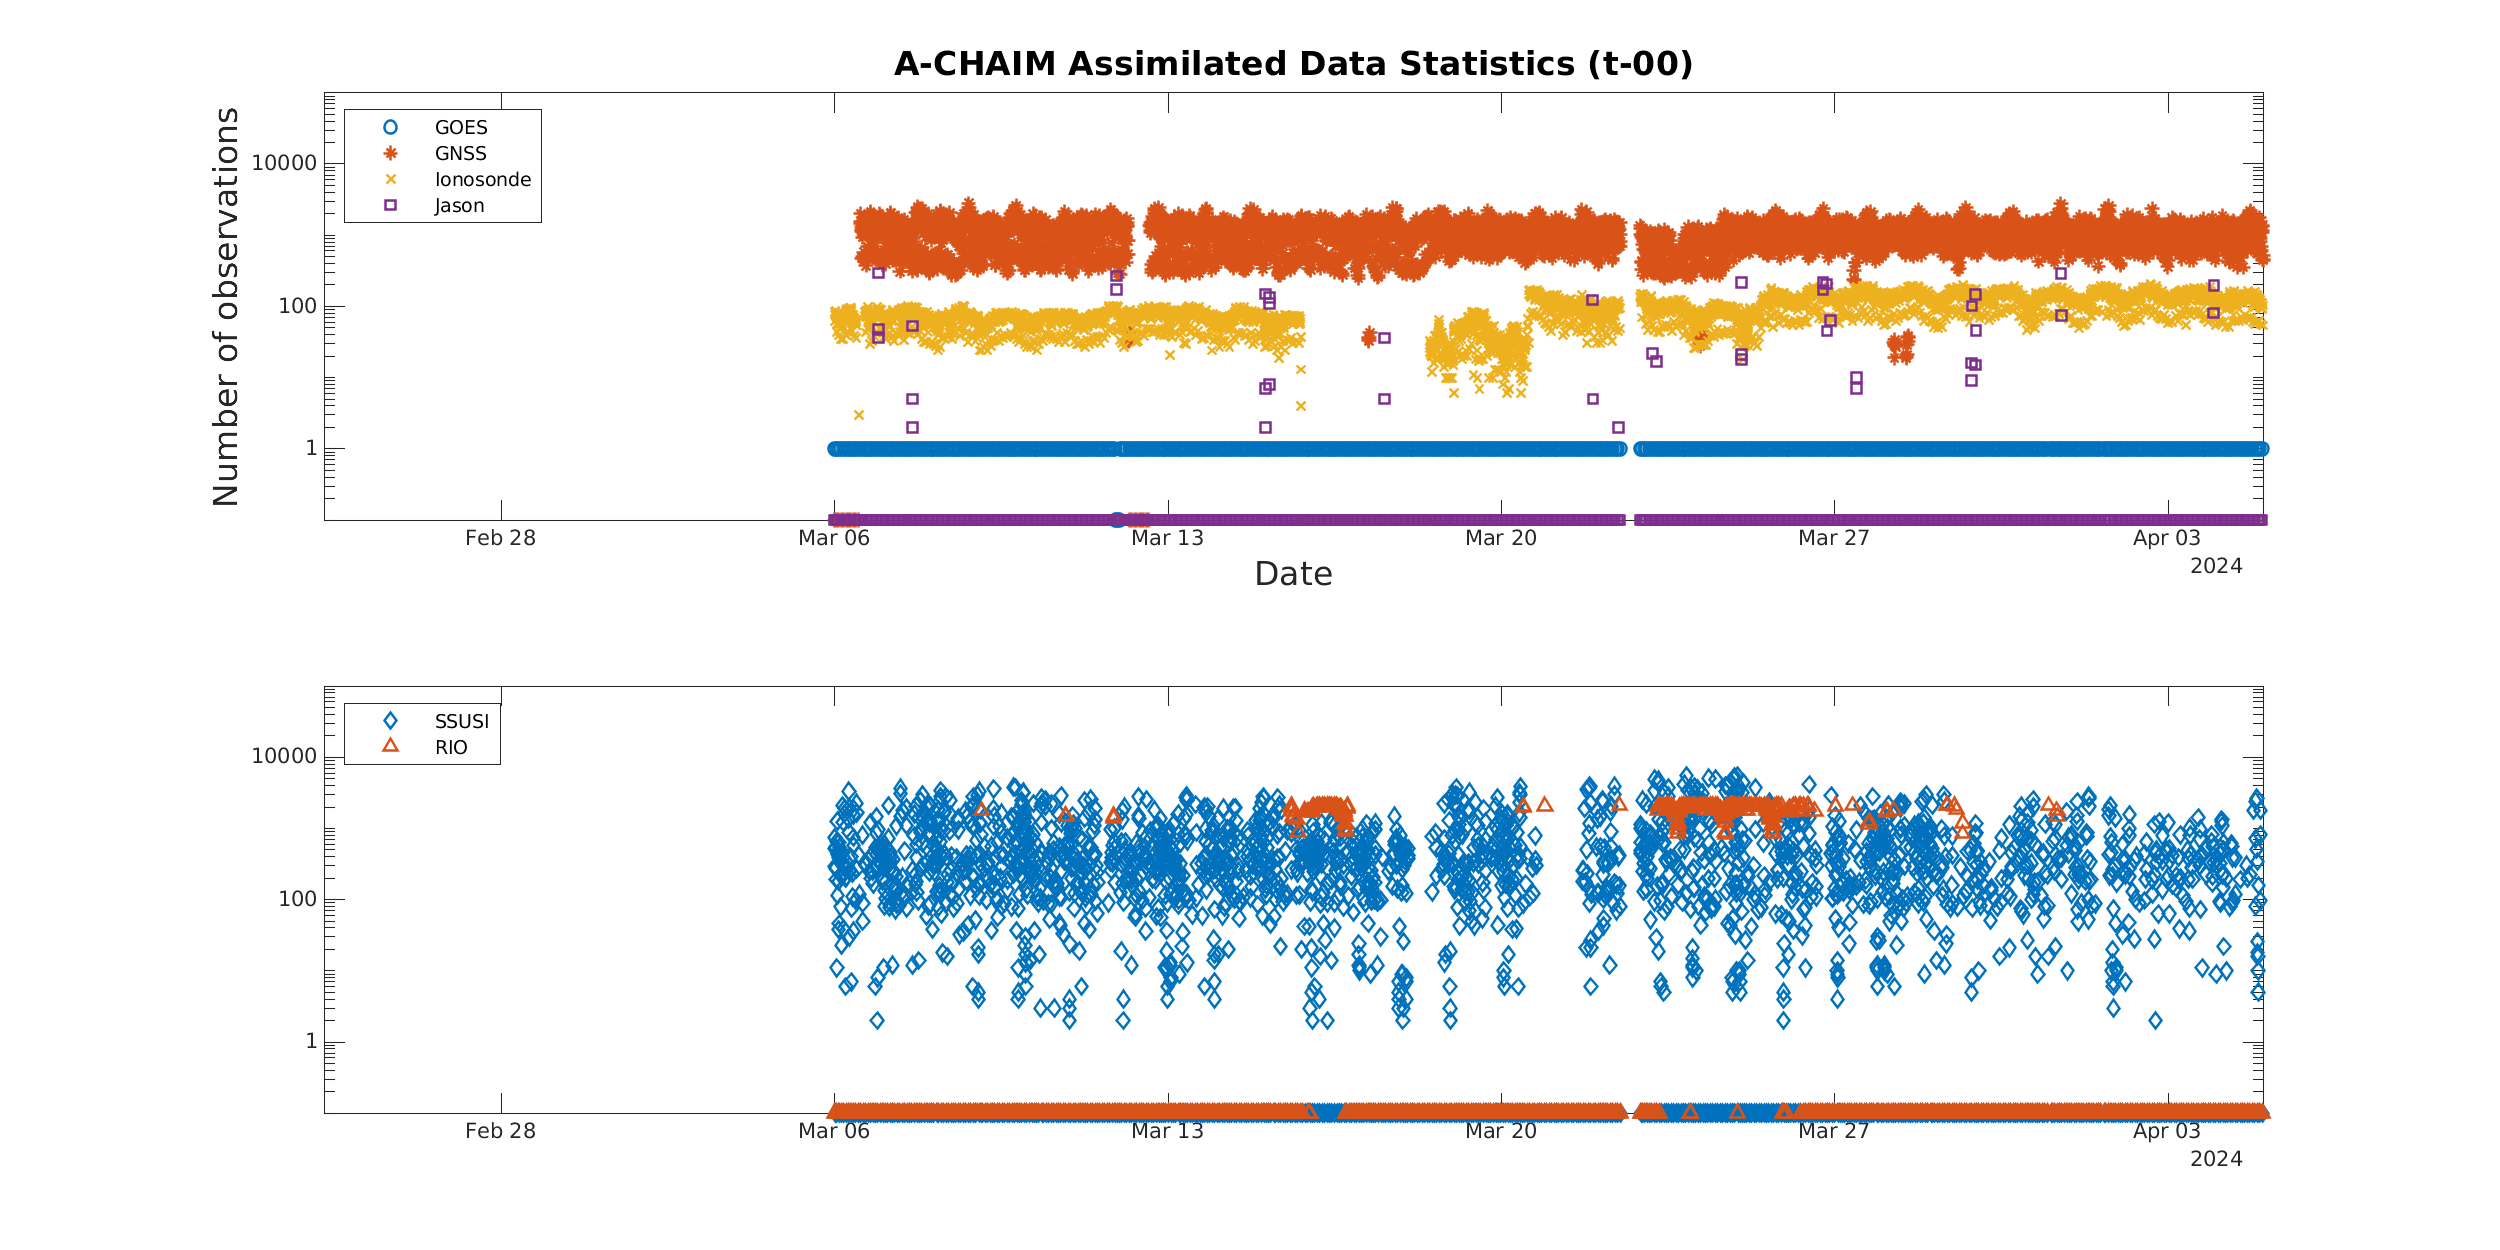 A-CHAIM Assimilated Data Statistics (t-00)
Number of observations
10000
100
1
GOES
GNSS
Ionosonde
Jason
Feb 28
Mar 06
Mar 13
Mar 20
Mar 27
Apr 03
2024
Date
10000
100
1
SSUSI
RIO
Feb 28
Mar 06
Mar 13
Mar 20
Mar 27
Apr 03
2024